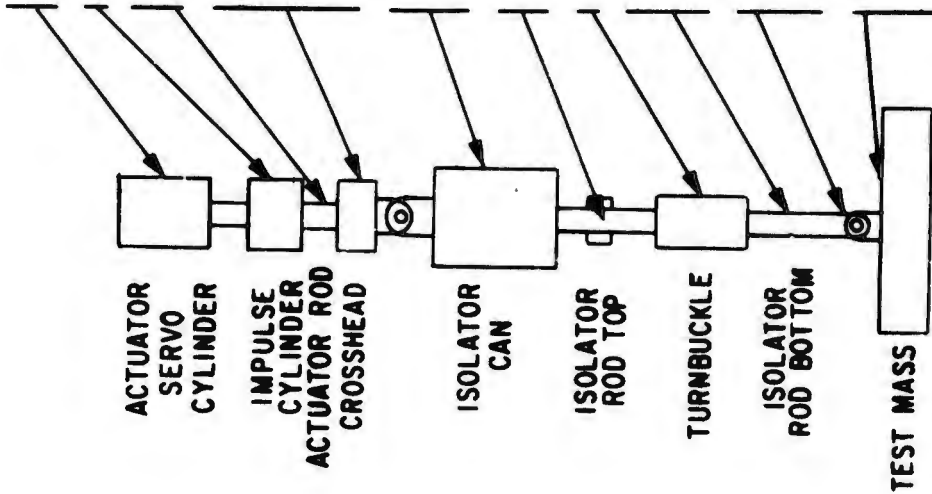 ACTUATOR
SERVO
CYLINDER
IMPULSE
CYLINDER
ACTUATOR ROD
CROSSHEAD
ISOLATOR
CAN
ISOLATOR
ROD TOP
TURNBUCKLE
ISOLATOR
ROD BOTTOM
TEST MASS